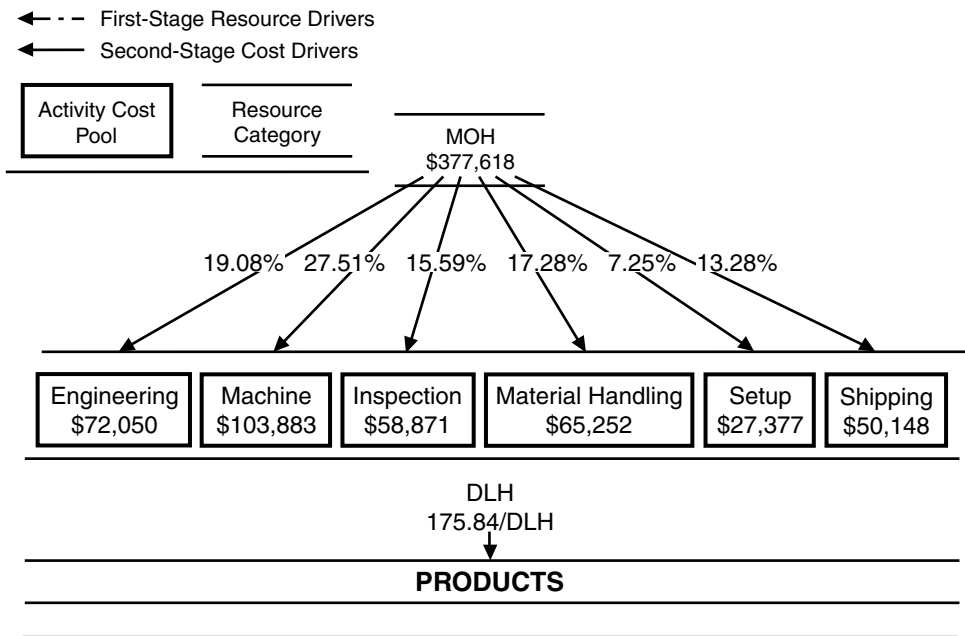 First-Stage Resource Drivers
Second-Stage Cost Drivers
Activity Cost
Pool
Resource
Category
MOH
$377,618
19.08% 27.51% 15.59% 17.28% 7.25% 13.28%
Engineering
$72,050
Machine
$103,883
Inspection
$58,871
Material Handling
$65,252
Setup
$27,377
Shipping
$50,148
DLH
175.84/DLH
PRODUCTS